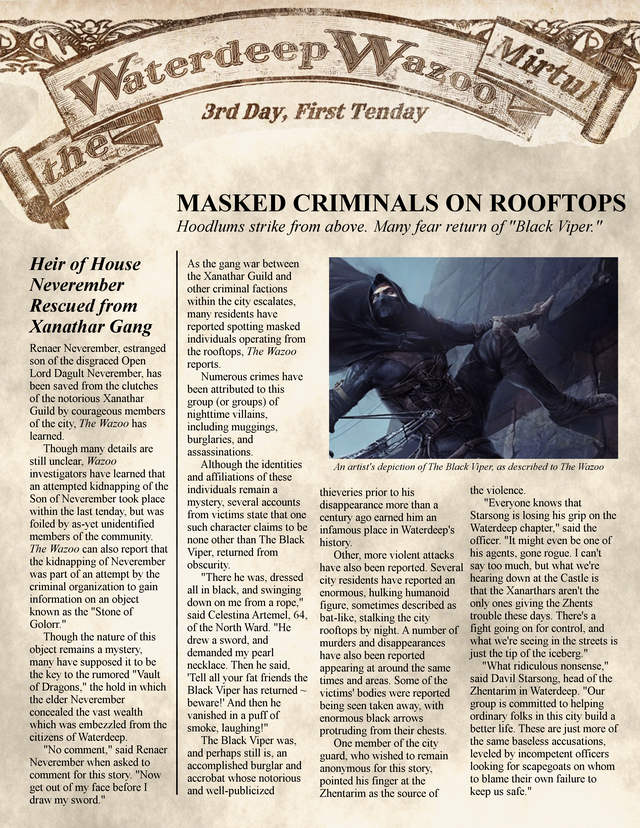 the Waterdeep Wazoo Mirtul
3rd Day, First Tenday
MASKED CRIMINALS ON ROOFTOPS
Hoodlums strike from above. Many fear return of "Black Viper."
Heir of House
Neverember
Rescued from
Xanathar Gang
Renaer Neverember, estranged
son of the disgraced Open
Lord Dagult Neverember, has
been saved from the clutches
of the notorious Xanathar
Guild by courageous members
of the city, The Wazoo has
learned.
Though many details are
still unclear, Wazoo
investigators have learned that
an attempted kidnapping of the
Son of Neverember took place
within the last tenday, but was
foiled by as-yet unidentified
members of the community.
The Wazoo can also report that
the kidnapping of Neverember
was part of an attempt by the
criminal organization to gain
information on an object
known as the "Stone of
Golorr."
Though the nature of this
object remains a mystery,
many have supposed it to be
the key to the rumored "Vault
of Dragons," the hold in which
the elder Neverember
concealed the vast wealth
which was embezzled from the
citizens of Waterdeep.
"No comment," said Renaer
Neverember when asked to
comment for this story. "Now
get out of my face before I
draw my sword."
As the gang war between
the Xanathar Guild and
other criminal factions
within the city escalates,
many residents have
reported spotting masked
individuals operating from
the rooftops, The Wazoo
reports.
Numerous crimes have
been attributed to this
group (or groups) of
nighttime villains,
including muggings,
burglaries, and
assassinations.
Although the identities
and affiliations of these
individuals remain a
mystery, several accounts
from victims state that one
such character claims to be
none other than The Black
Viper, returned from
obscurity.
"There he was, dressed
all in black, and swinging
down on me from a rope,"
said Celestina Artemel, 64,
of the North Ward. "He
drew a sword, and
demanded my pearl
necklace. Then he said,
'Tell all your fat friends the
Black Viper has returned ~
beware!' And then he
vanished in a puff of
smoke, laughing!"
The Black Viper was,
and perhaps still is, an
accomplished burglar and
accrobat whose notorious
and well-publicized
An artist's depiction of The Black Viper, as described to The Wazoo
thieveries prior to his
disappearance more than a
century ago earned him an
infamous place in Waterdeep's
history.
Other, more violent attacks
have also been reported. Several
city residents have reported an
enormous, hulking humanoid
figure, sometimes described as
bat-like, stalking the city
rooftops by night. A number of
murders and disappearances
have also been reported
appearing at around the same
times and areas. Some of the
victims' bodies were reported
being seen taken away, with
enormous black arrows
protruding from their chests.
One member of the city
guard, who wished to remain
anonymous for this story,
pointed his finger at the
Zhentarim as the source of
the violence.
"Everyone knows that
Starsong is losing his grip on the
Waterdeep chapter," said the
officer. "It might even be one of
his agents, gone rogue. I can't
say too much, but what we're
hearing down at the Castle is
that the Xanarthars aren't the
only ones giving the Zhents
trouble these days. There's a
fight going on for control, and
what we're seeing in the streets is
just the tip of the iceberg."
"What ridiculous nonsense,"
said Davil Starsong, head of the
Zhentarim in Waterdeep. "Our
group is committed to helping
ordinary folks in this city build a
better life. These are just more of
the same baseless accusations,
leveled by incompetent officers
looking for scapegoats on whom
to blame their own failure to
keep us safe."